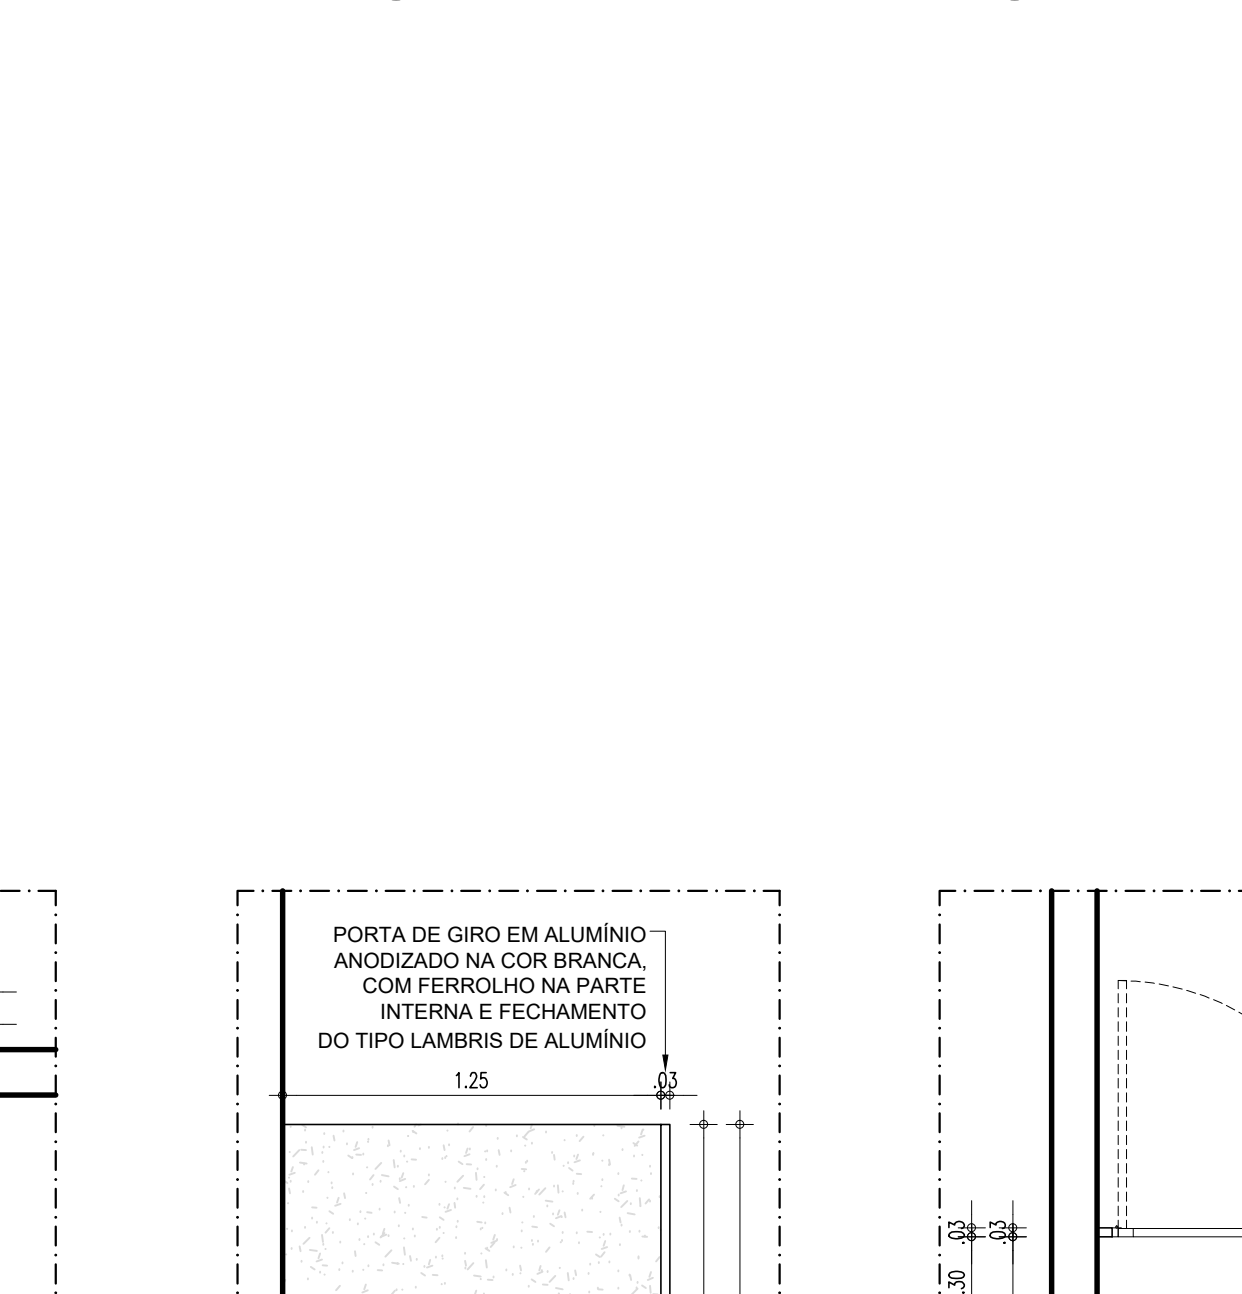 PORTA DE GIRO EM ALUMÍNIO
ANODIZADO NA COR BRANCA,
COM FERROLHO NA PARTE
INTERNA E FECHAMENTO
DO TIPO LAMBRIS DE ALUMÍNIO
1.25 .03
.03 .03
.30